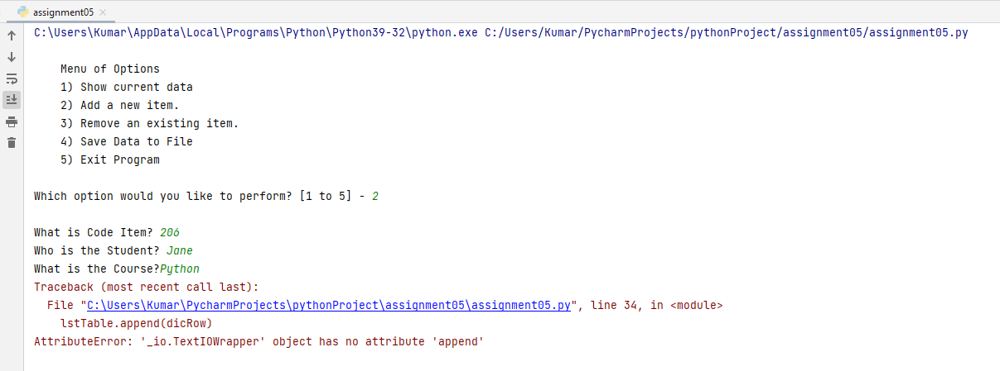 assignment05
C:\Users\Kumar\AppData\Local\Programs\Python\Python39-32\python.exe C:/Users/Kumar/PycharmProjects/pythonProject/assignment05/assignment05.py
Menu of Options
1) Show current data
2) Add a new item.
3) Remove an existing item.
4) Save Data to File
5) Exit Program
Which option would you like to perform? [1 to 5] - 2
What is Code Item? 206
Who is the Student? Jane
What is the Course?Python
Traceback (most recent call last):
File "C:\Users\Kumar\PycharmProjects\pythonProject\assignment05\assignment05.py", line 34, in <module>
lstTable.append(dicRow)
AttributeError: '_io.TextIOWrapper' object has no attribute 'append'